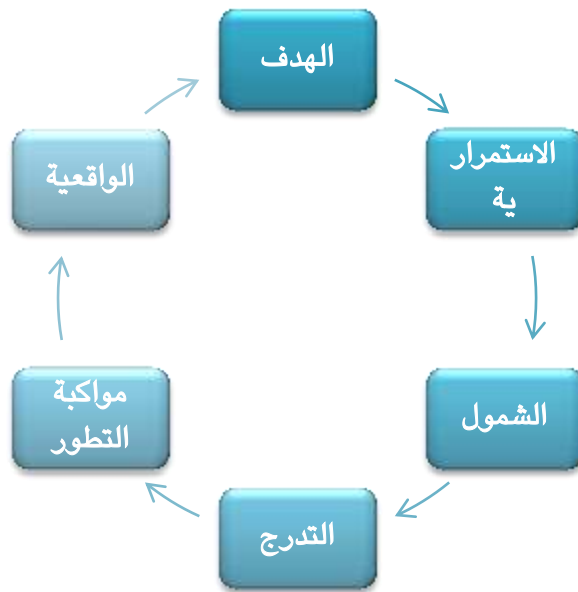 الهدف
الاستمرار
ية
الشمول
التدرج
مواكبة
التطور
الواقعية